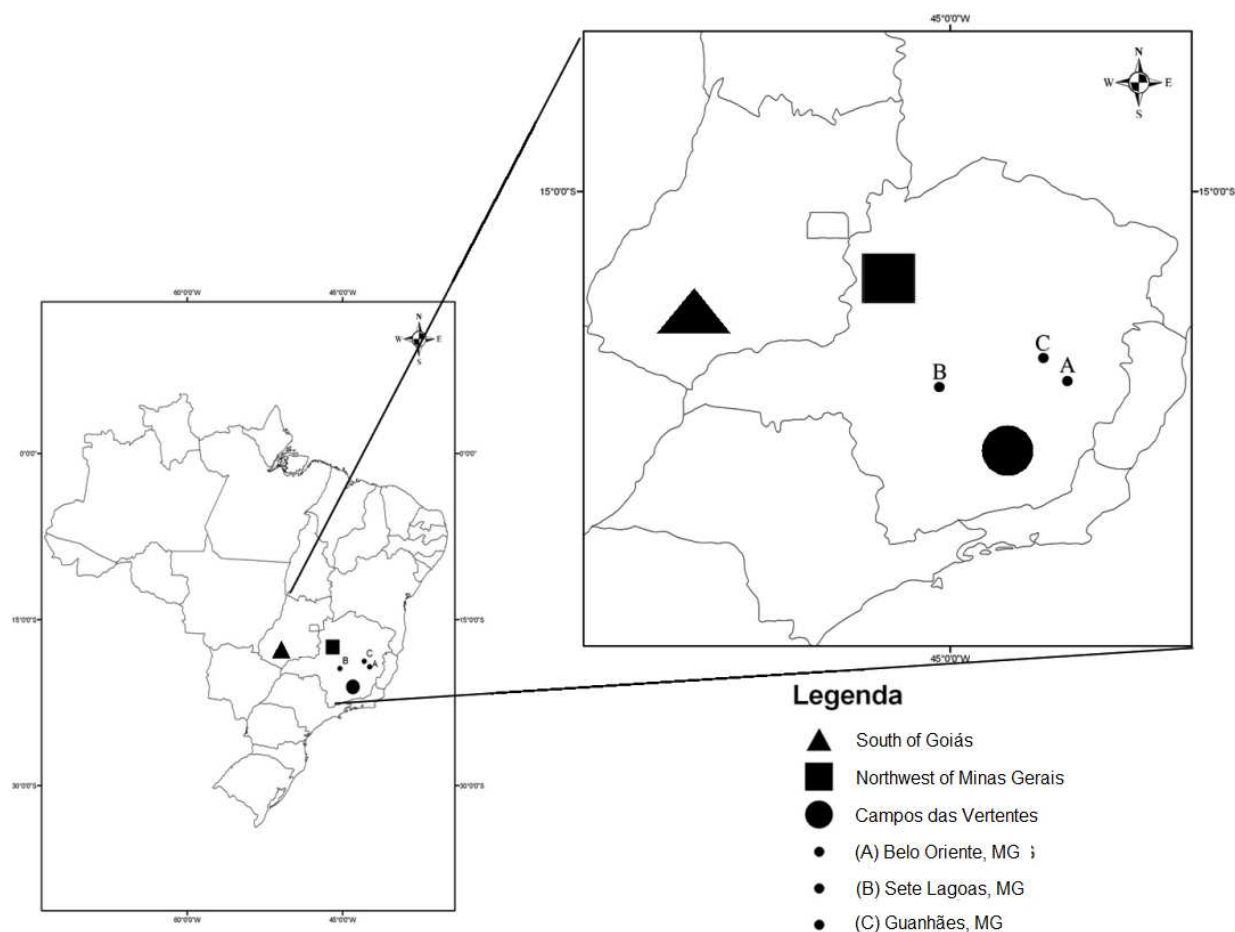 45°0'0"W
N
W E
S
15°0'0"S 15°0'0"S
C
A
B
45°0'0"W
60°0'0"W 45°0'0"W
N
W E
S
0°0'0" 0°0'0"
15°0'0"S 15°0'0"S
C
B A
30°0'0"S 30°0'0"S
60°0'0"W 45°0'0"W
Legenda
South of Goiás
Northwest of Minas Gerais
Campos das Vertentes
(A) Belo Oriente, MG
(B) Sete Lagoas, MG
(C) Guanhães, MG